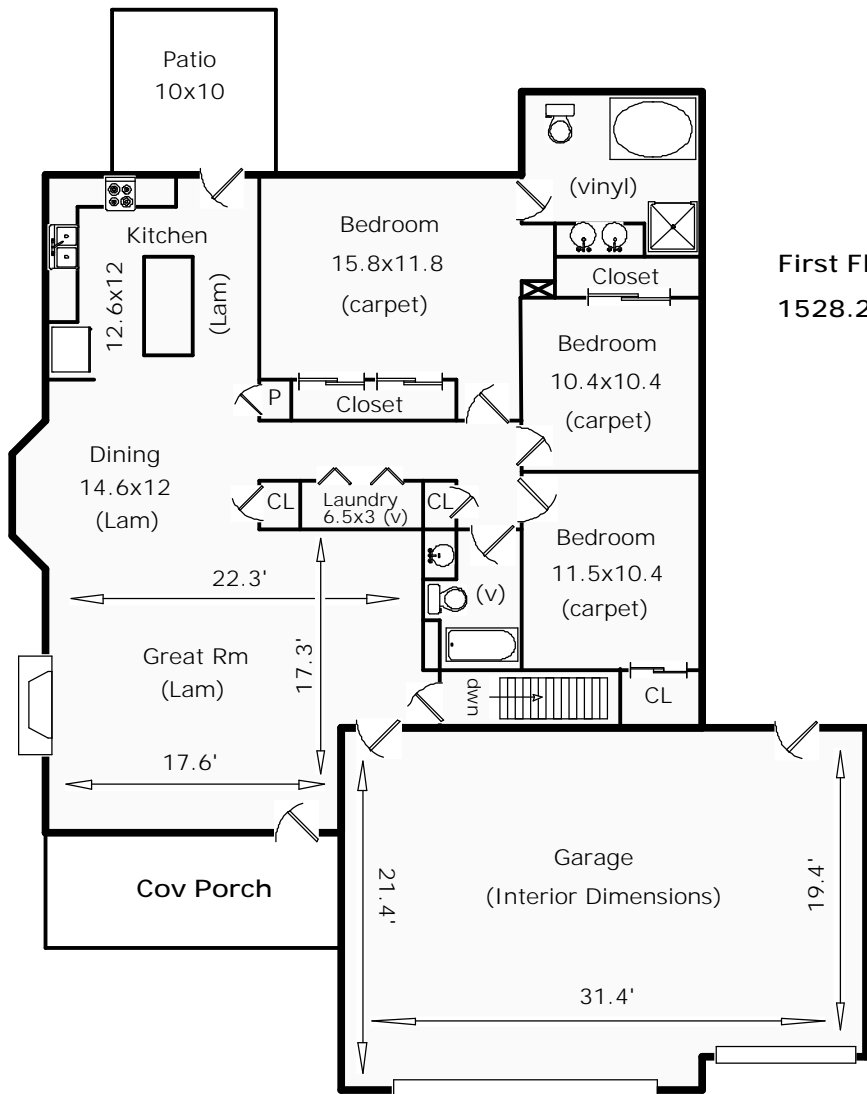 Patio
10x10
(vinyl)
Kitchen
12.6x12
(Lam)
Bedroom
15.8x11.8
(carpet)
Closet
First
1528.2
Bedroom
10.4x10.4
(carpet)
P
Closet
Dining
14.6x12
(Lam)
CL
Laundry
6.5x3 (v)
CL
Bedroom
11.5x10.4
(carpet)
(v)
22.3'
17.3'
Great Rm
(Lam)
dwn
CL
17.6'
Cov Porch
Garage
(Interior Dimensions)
21.4'
19.4'
31.4'